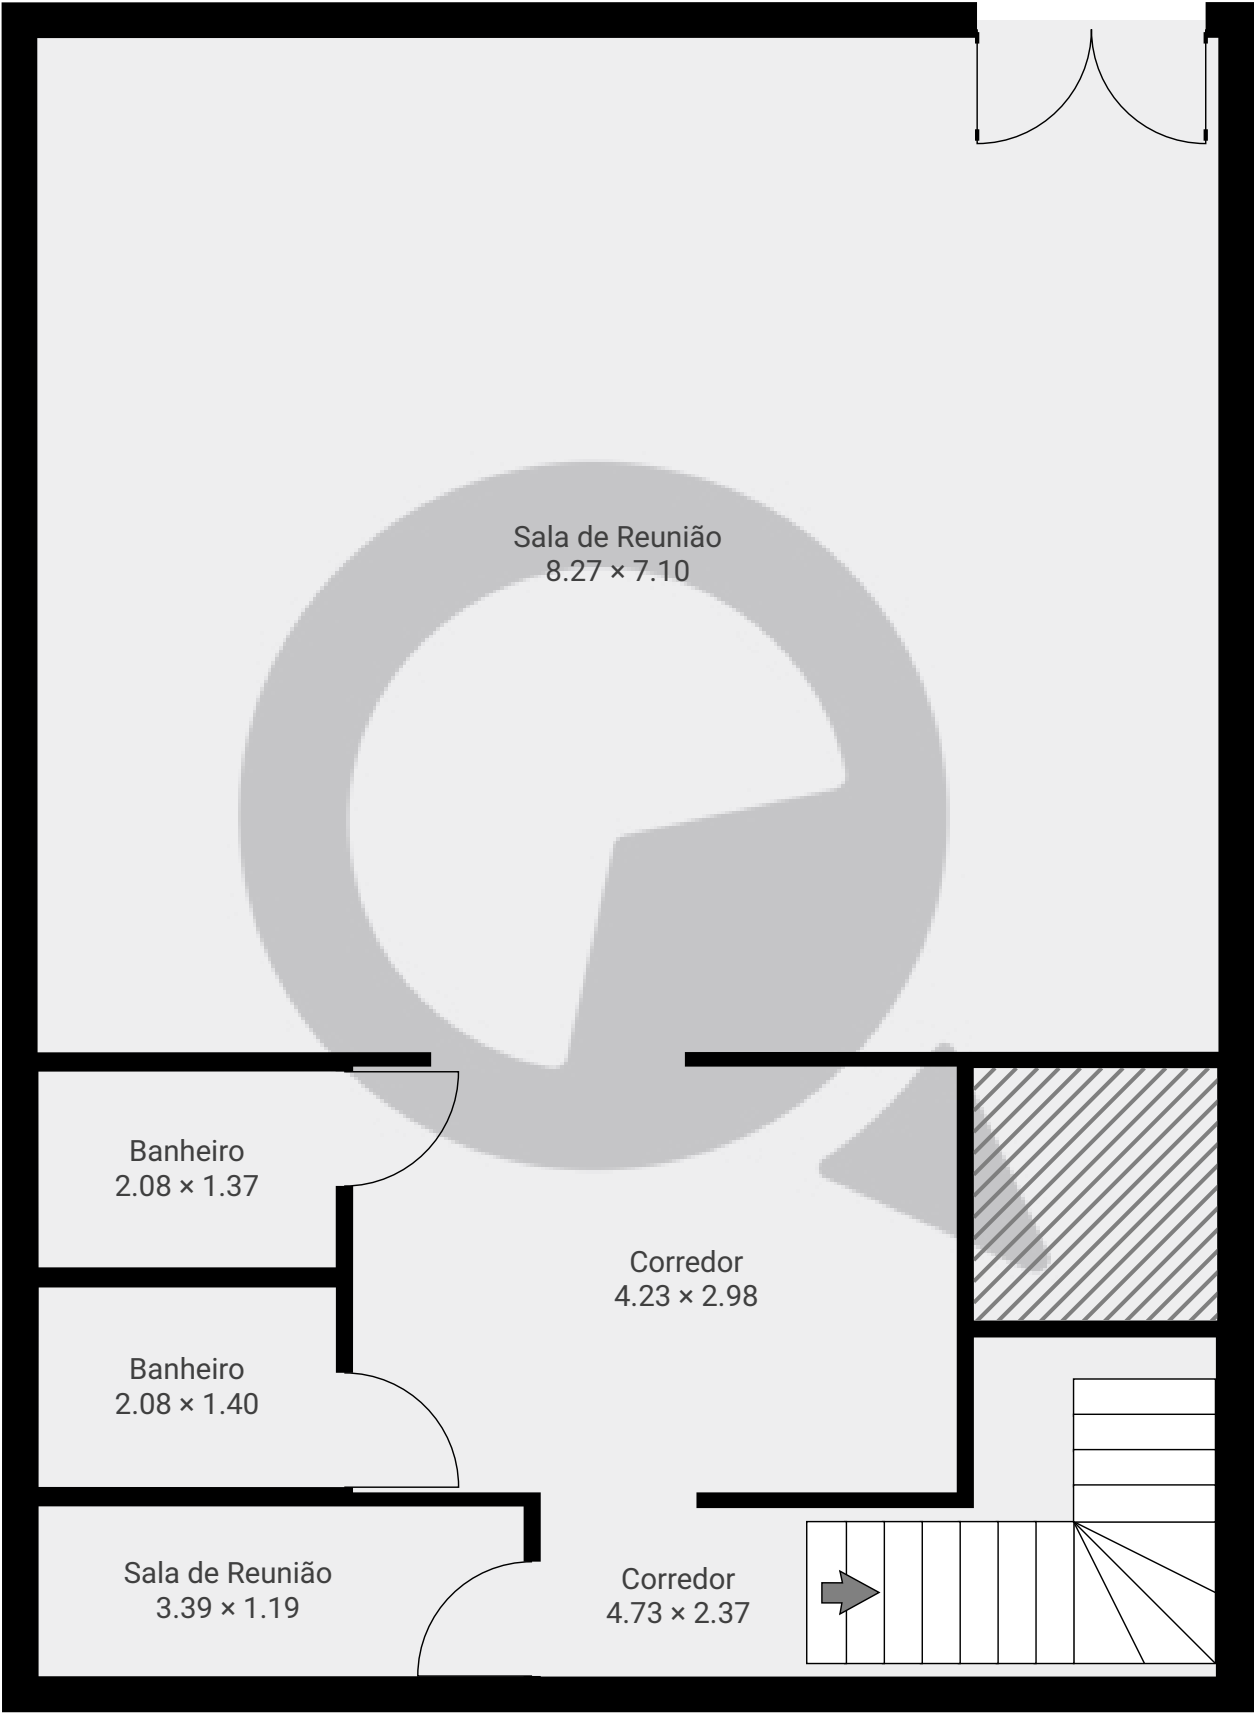 Sala de Reunião
8.27 × 7.10
Banheiro
2.08 × 1.37
Corredor
4.23 × 2.98
Banheiro
2.08 × 1.40
Sala de Reunião
3.39 × 1.19
Corredor
4.73 × 2.37